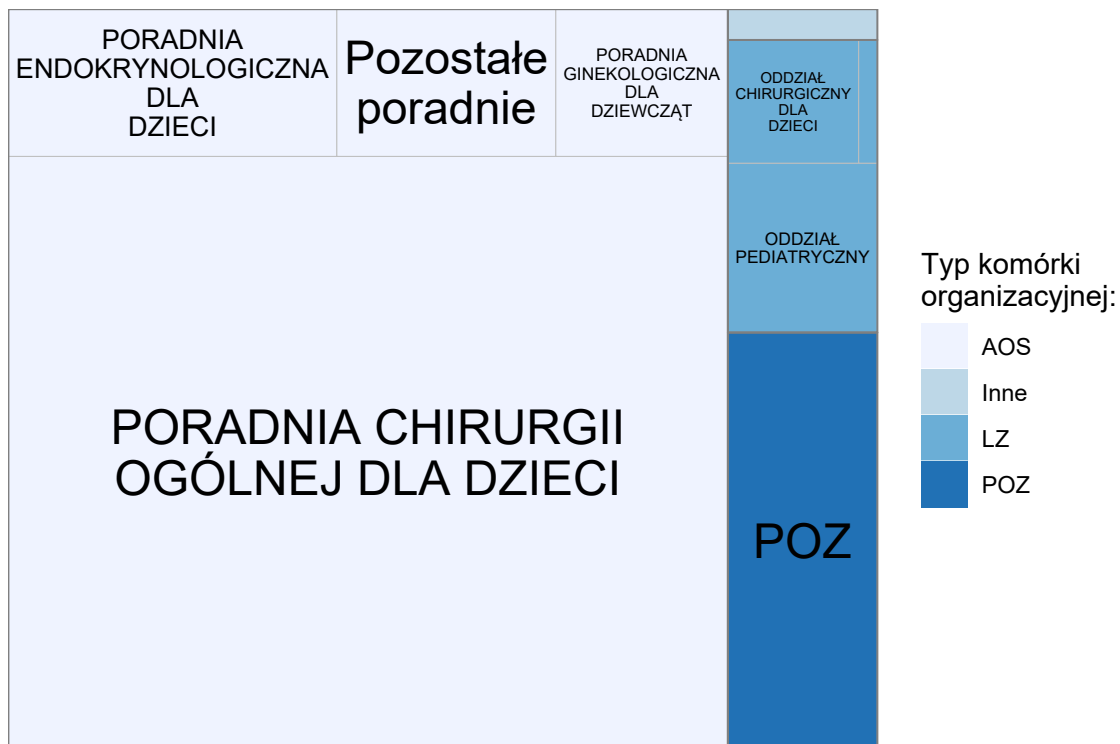 PORADNIA
ENDOKRYNOLOGICZNA
DLA
DZIECI
Pozostałe
poradnie
PORADNIA
GINEKOLOGICZNA
DLA
DZIEWCZĄT
ODDZIAŁ
CHIRURGICZNY
DLA
DZIECI
ODDZIAŁ
PEDIATRYCZNY
PORADNIA CHIRURGII
OGÓLNEJ DLA DZIECI
POZ
Typ komórki
organizacyjnej:
AOS
Inne
LZ
POZ